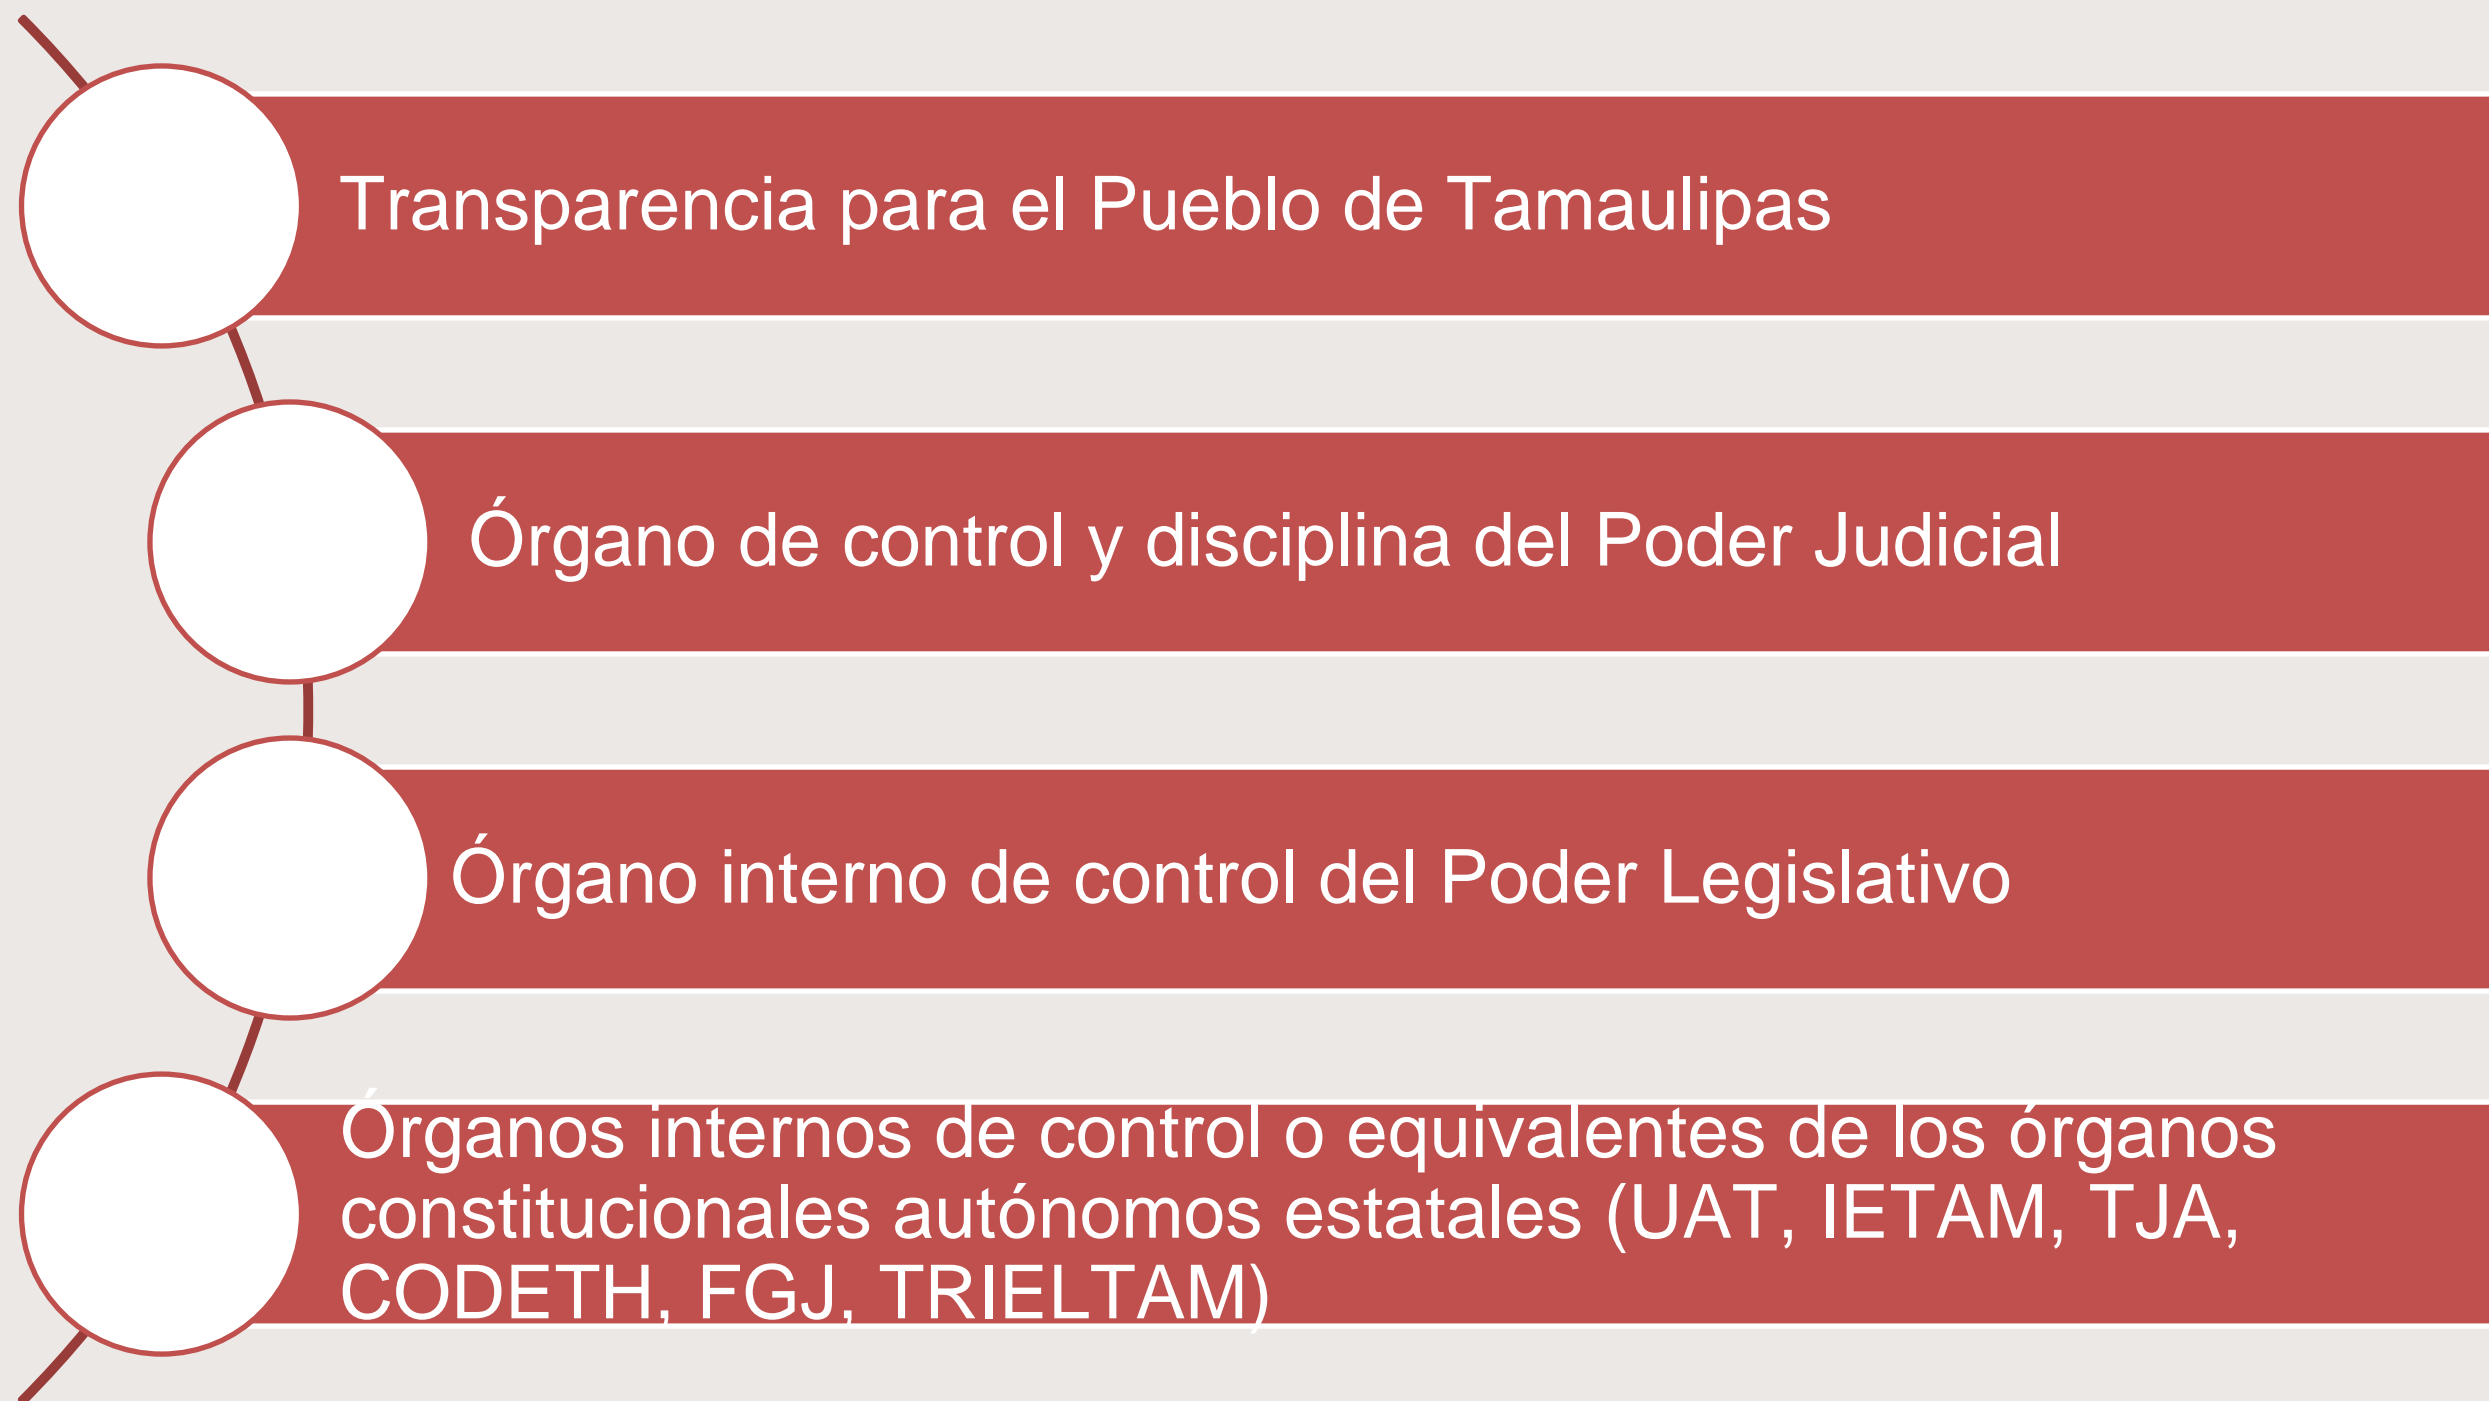 Transparencia para el Pueblo de Tamaulipas
Órgano de control y disciplina del Poder Judicial
Órgano interno de control del Poder Legislativo
Órganos internos de control o equivalentes de los órganos
constitucionales autónomos estatales (UAT, IETAM, TJA,
CODETH, FGJ, TRIELTAM)